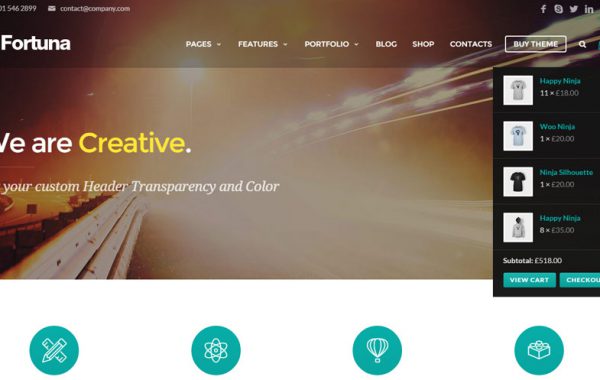 01 546 2899 contact@company.com
Fortuna PAGES FEATURES PORTFOLIO BLOG SHOP CONTACTS BUY THEME
Happy Ninja
11 × £18.00
Woo Ninja
1 × £20.00
Ninja Silhouette
1 × £20.00
Happy Ninja
8 × £35.00
Subtotal: £518.00
VIEW CART CHECKOU
We are Creative.
your custom Header Transparency and Color